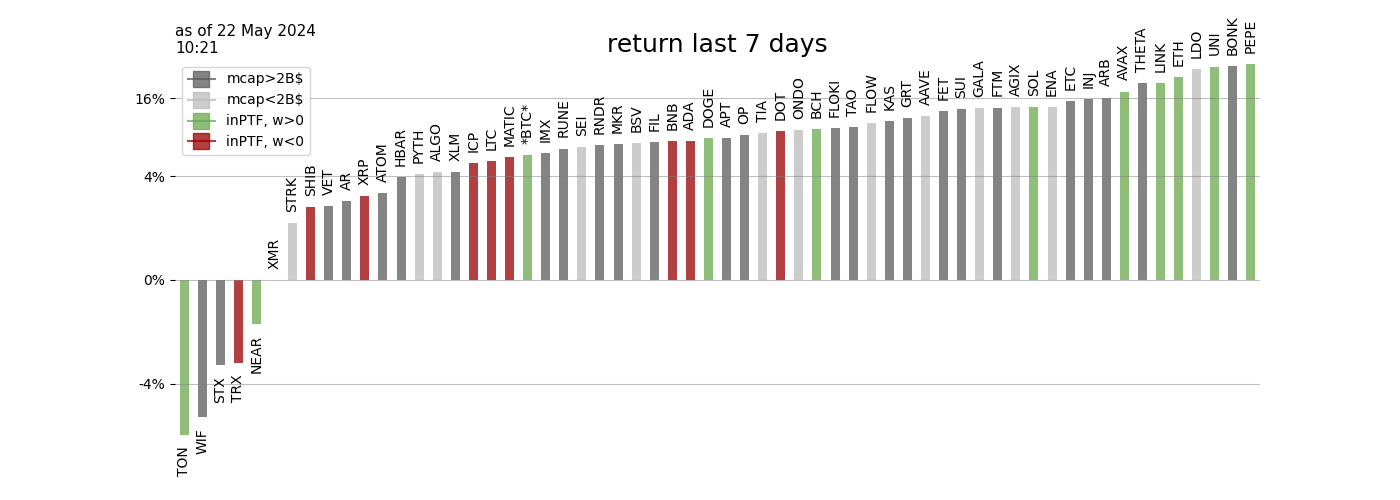 as of 22 May 2024
10:21
return last 7 days
mcap>2B$
mcap<2B$
inPTF, w>0
inPTF, w<0
16%
4%
0%
-4%
TON
WIF
STX
TRX
NEAR
XMR
STRK
SHIB
VET
AR
XRP
ATOM
HBAR
PYTH
ALGO
XLM
ICP
LTC
MATIC
*BTC*
IMX
RUNE
SEI
RNDR
MKR
BSV
FIL
BNB
ADA
DOGE
APT
OP
TIA
DOT
ONDO
BCH
FLOKI
TAO
FLOW
KAS
GRT
AAVE
FET
SUI
GALA
FTM
AGIX
SOL
ENA
ETC
INJ
ARB
AVAX
THETA
LINK
ETH
LDO
UNI
BONK
PEPE